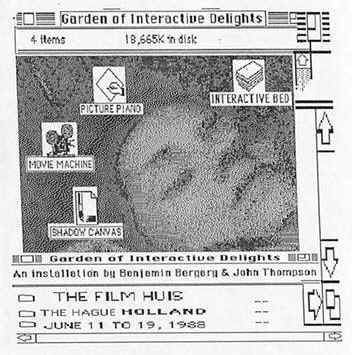 Garden of Interactive Delights
4 items 18,665K in disk
PICTURE PIANO
INTERACTIVE BED
MOVIE MACHINE
SHADOW CANVAS
Garden of Interactive Delights
An installation by Benjamin Bergery & John Thompson
THE FILM HUIS
THE HAGUE HOLLAND
JUNE 11 TO 19, 1988